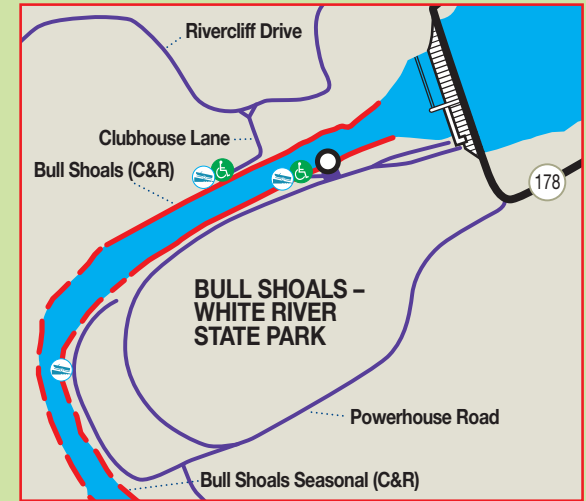 Rivercliff Drive
Clubhouse Lane
Bull Shoals (C&R)
178
BULL SHOALS –
WHITE RIVER
STATE PARK
Powerhouse Road
Bull Shoals Seasonal (C&R)